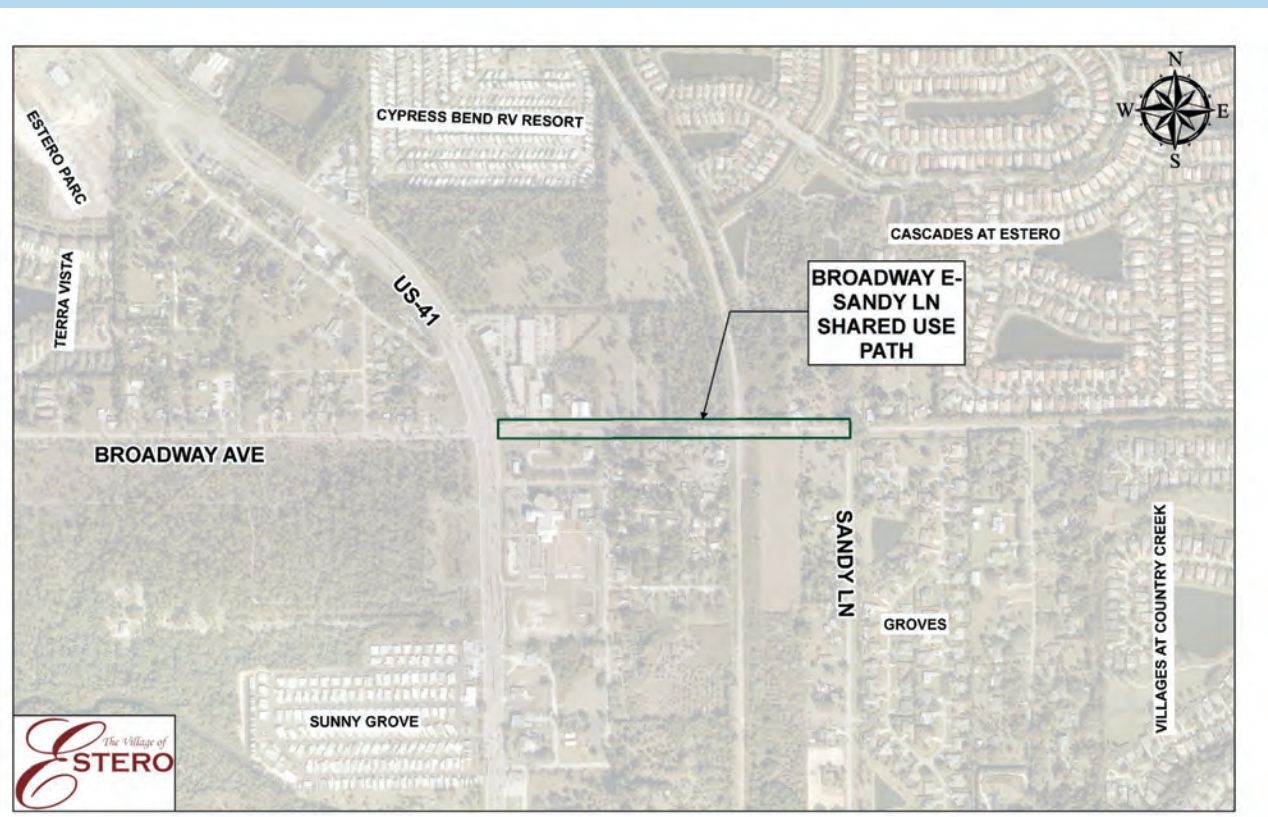 N
W
E
S
CYPRESS BEND RV RESORT
ESTERO PARC
CASCADES AT ESTERO
TERRA VISTA
US-41
BROADWAY E-
SANDY LN
SHARED USE
PATH
BROADWAY AVE
SANDY LN
VILLAGES AT COUNTRY CREEK
GROVES
SUNNY GROVE
The Village of
ESTERO